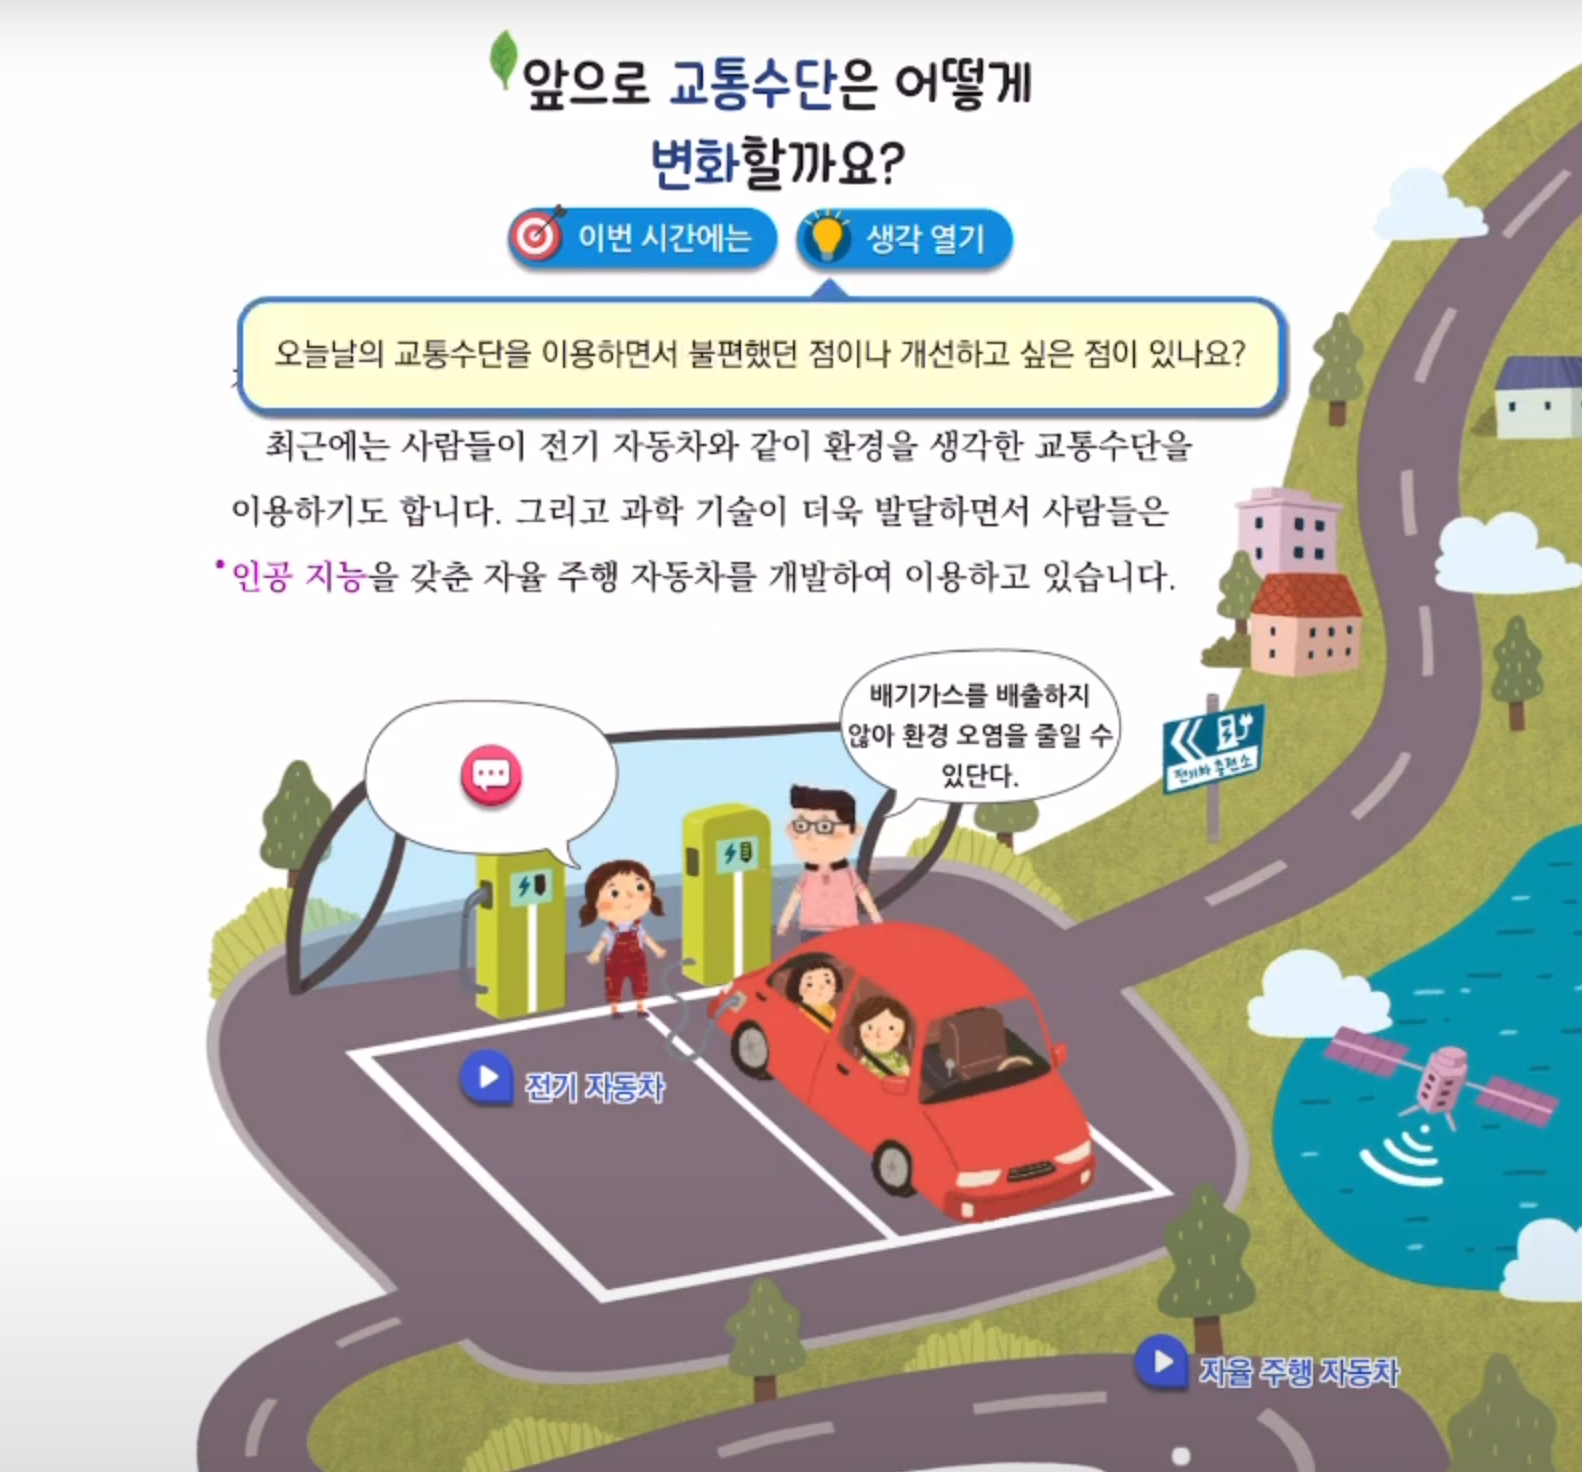 앞으로 교통수단은 어떻게
변화할까요?
이번 시간에는
생각 열기
오늘날의 교통수단을 이용하면서 불편했던 점이나 개선하고 싶은 점이 있나요?
최근에는 사람들이 전기 자동차와 같이 환경을 생각한 교통수단을
이용하기도 합니다. 그리고 과학 기술이 더욱 발달하면서 사람들은
•인공 지능을 갖춘 자율 주행 자동차를 개발하여 이용하고 있습니다.
배기가스를 배출하지
않아 환경 오염을 줄일 수
있단다.
전기차 충전소
전기 자동차
자율 주행 자동차